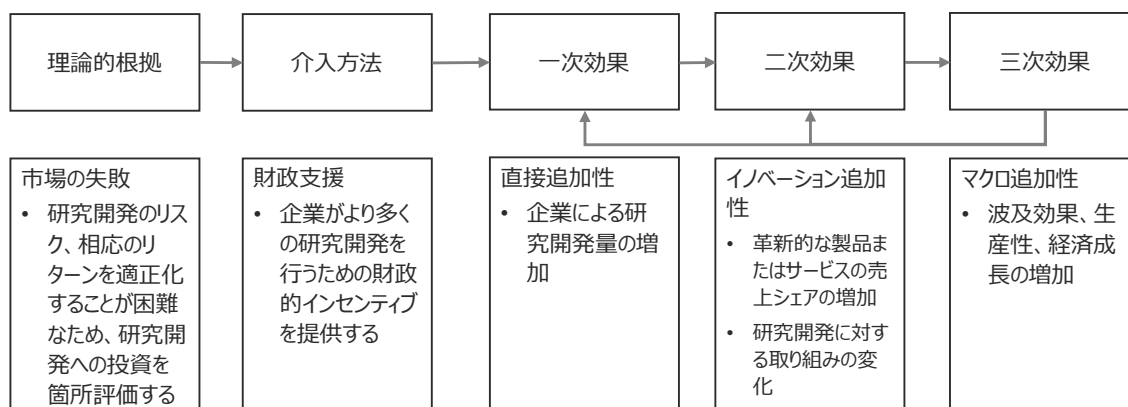 理論的根拠
介入方法
一次効果
二次効果
三次効果
市場の失敗
• 研究開発のリス
ク、相応のリ
ターンを適正化
することが困難
なため、研究開
発への投資を
箇所評価する
財政支援
• 企業がより多く
の研究開発を
行うための財政
的インセンティブ
を提供する
直接追加性
• 企業による研
究開発量の増
加
イノベーション追加
性
• 革新的な製品ま
たはサービスの売
上シェアの増加
• 研究開発に対す
る取り組みの変
化
マクロ追加性
• 波及効果、生
産性、経済成
長の増加